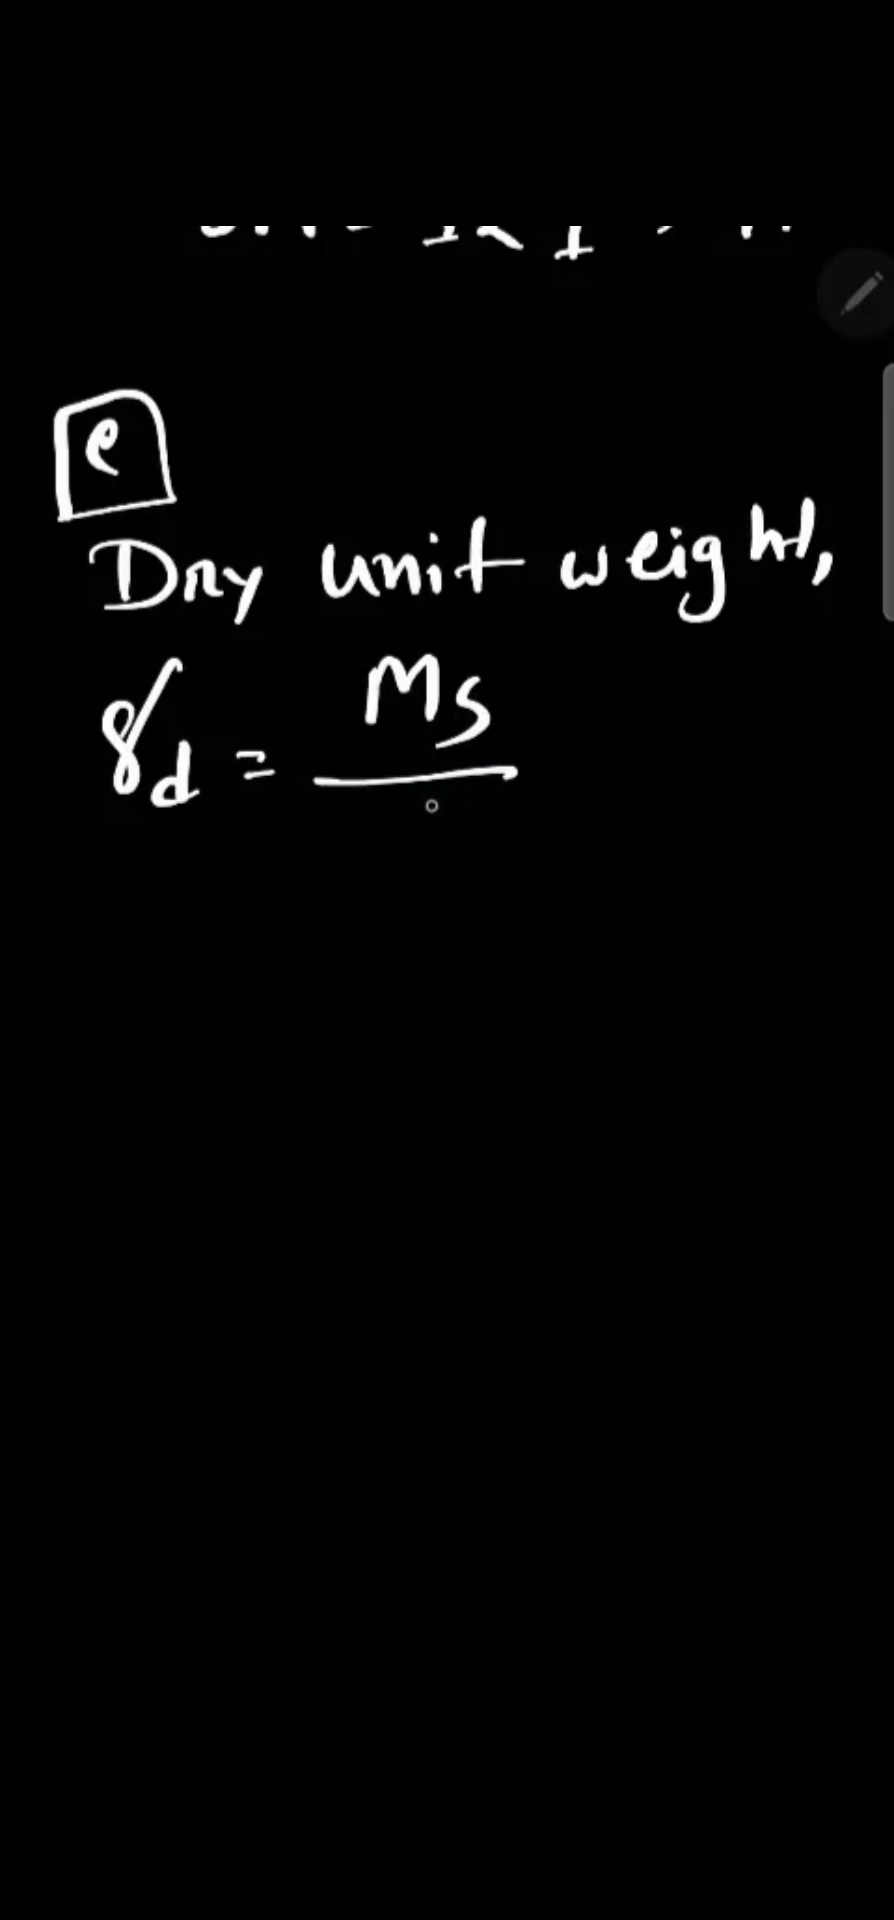 e
Dry unit weight,
γd = Ms